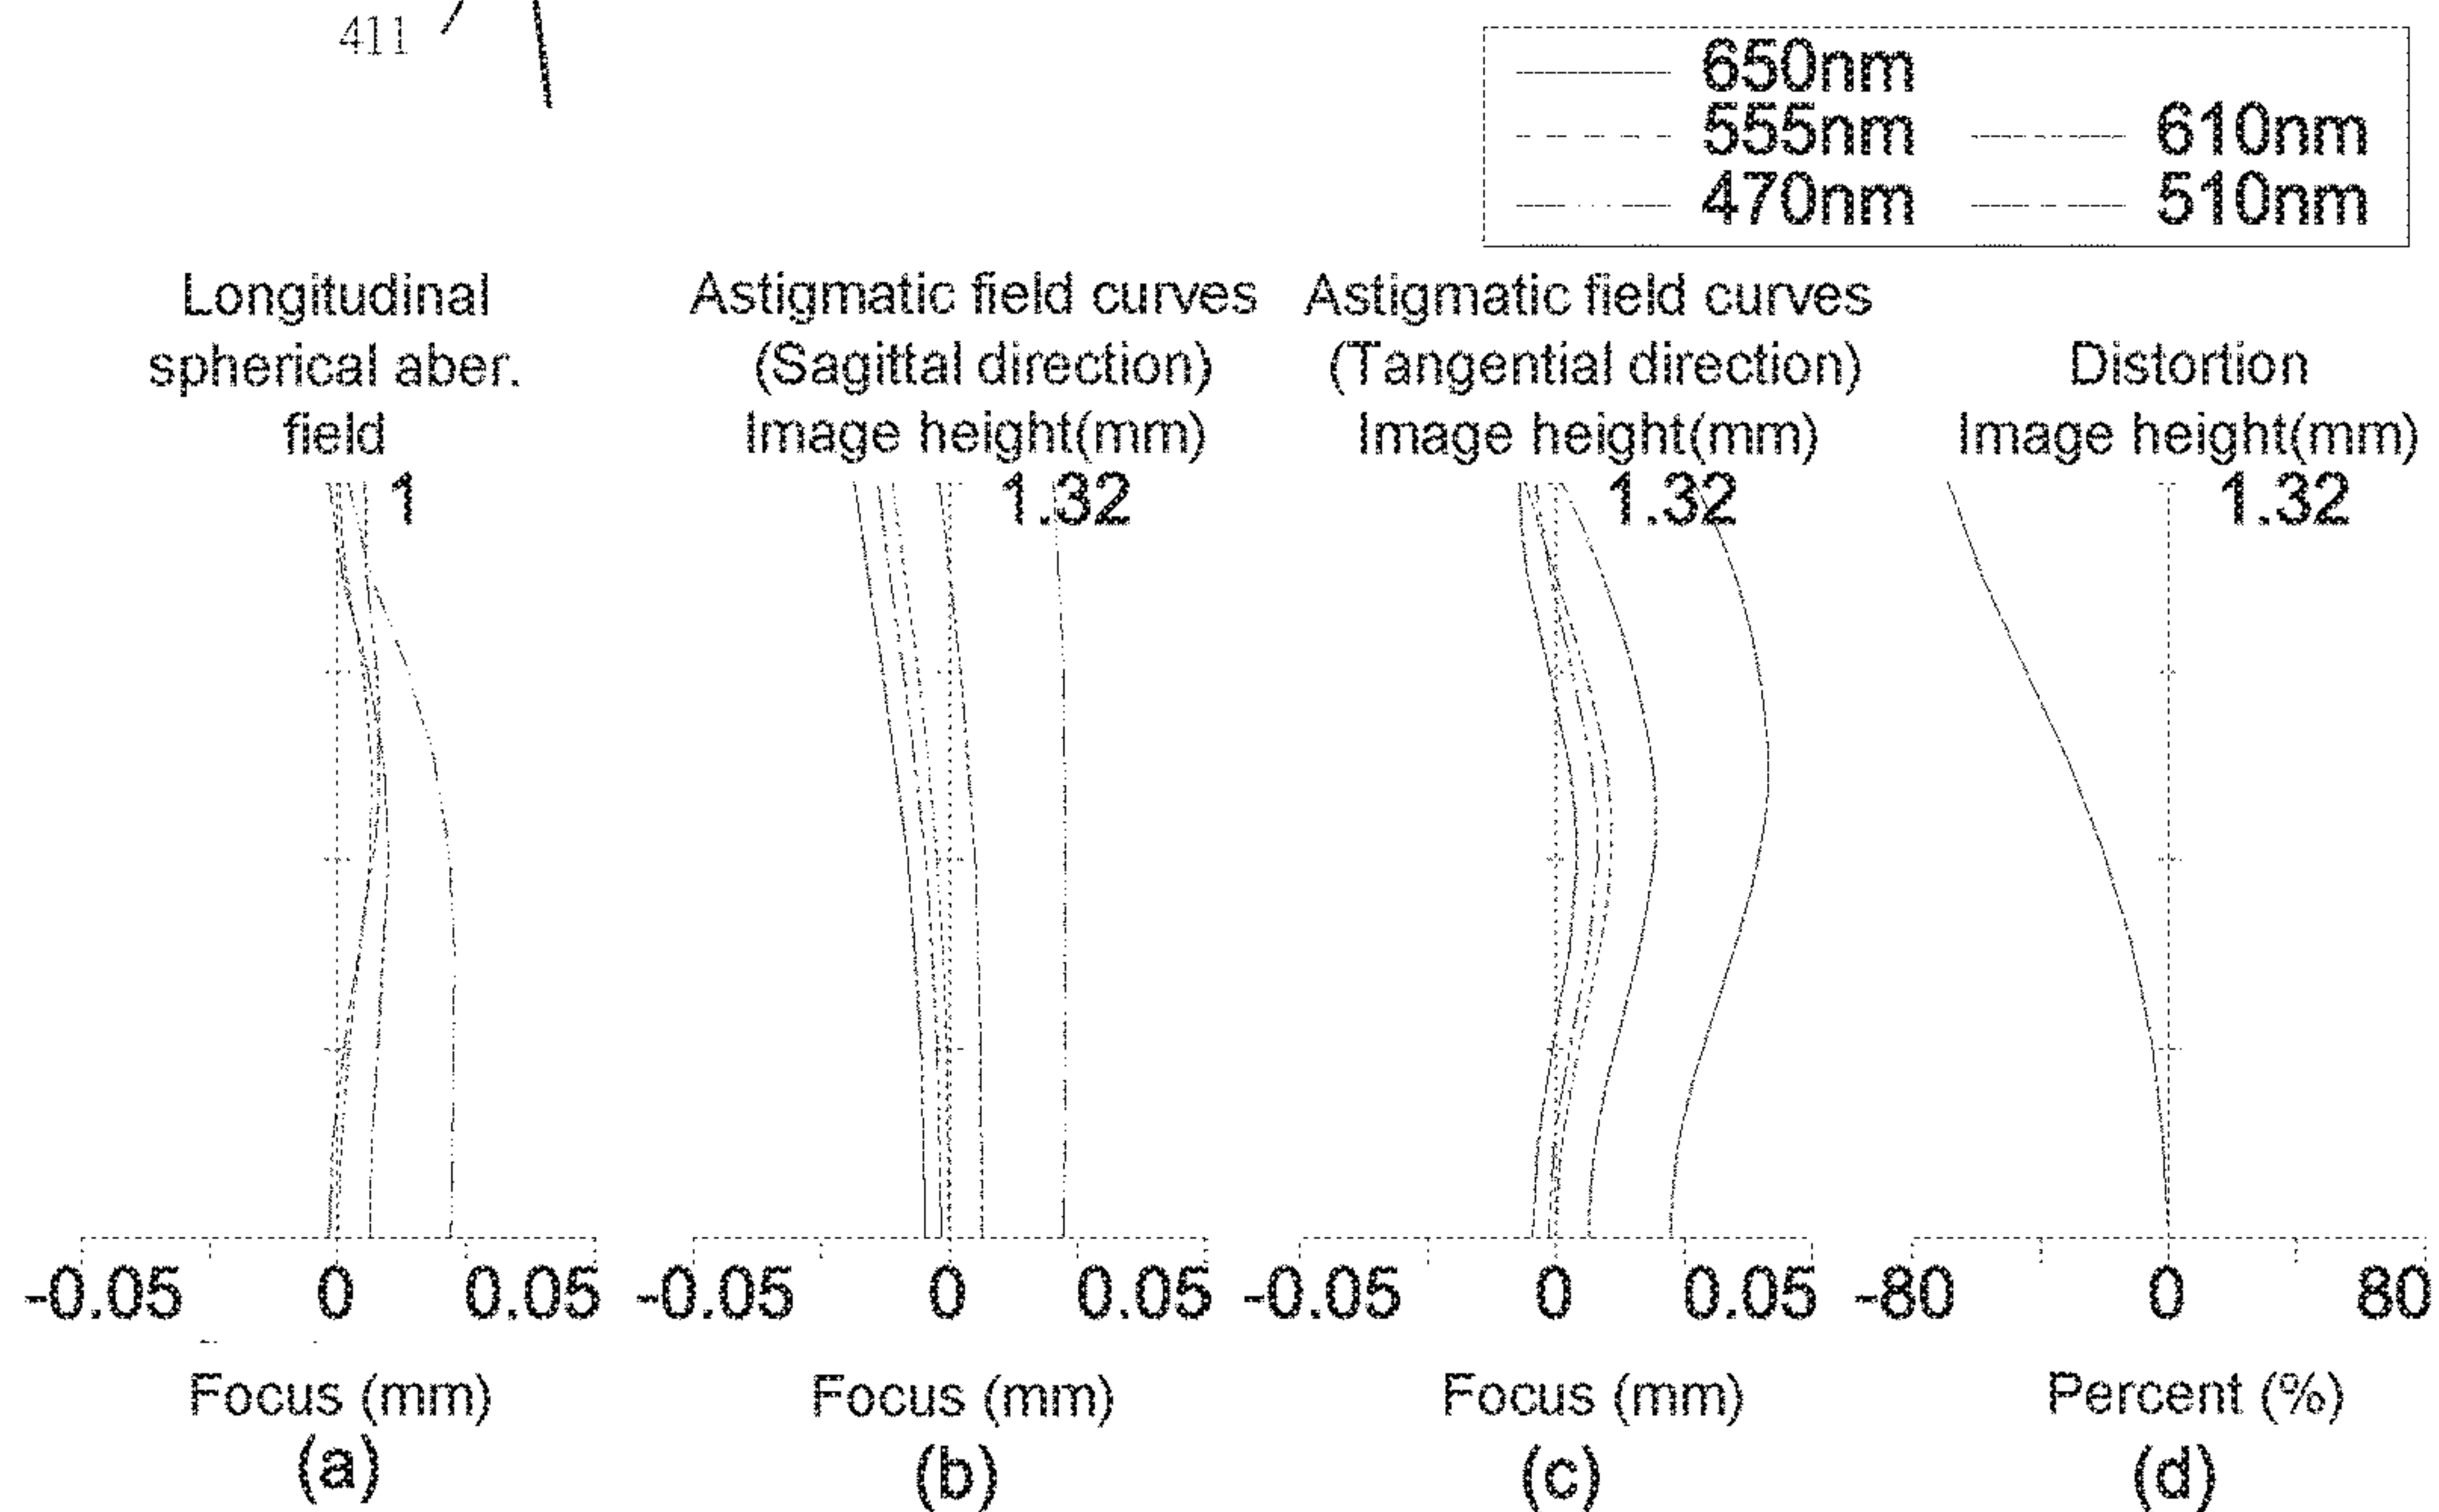 411
650nm
555nm 610nm
470nm 510nm
Longitudinal
spherical aber.
field
1
Astigmatic field curves
(Sagittal direction)
Image height(mm)
1.32
Astigmatic field curves
(Tangential direction)
Image height(mm)
1.32
Distortion
Image height(mm)
1.32
-0.05 0 0.05
Focus (mm)
(a)
-0.05 0 0.05
Focus (mm)
(b)
-0.05 0 0.05
Focus (mm)
(c)
-80 0 80
Percent (%)
(d)